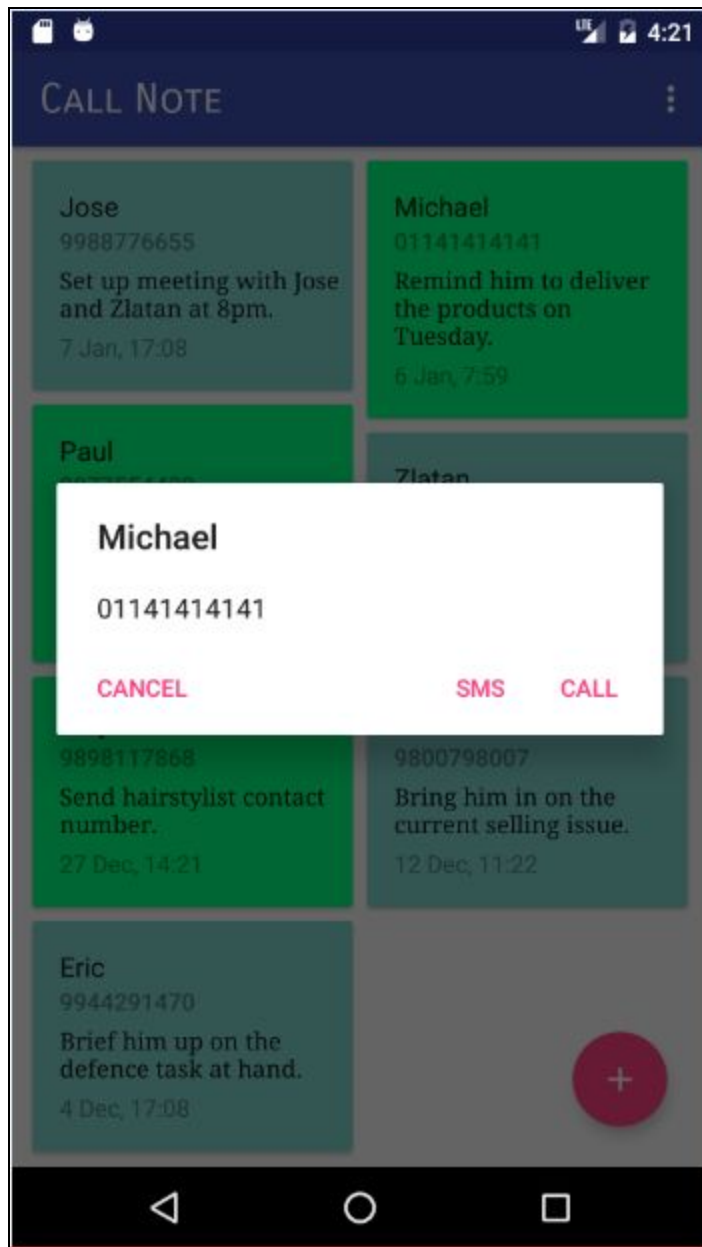 LTE 4:21
CALL NOTE
Jose
9988776655
Set up meeting with Jose
and Zlatan at 8pm.
7 Jan, 17:08
Michael
01141414141
Remind him to deliver
the products on
Tuesday.
6 Jan, 7:59
Paul
Zlatan
Michael
01141414141
CANCEL SMS CALL
9898117868
Send hairstylist contact
number.
27 Dec, 14:21
9800798007
Bring him in on the
current selling issue.
12 Dec, 11:22
Eric
9944291470
Brief him up on the
defence task at hand.
4 Dec, 17:08
+